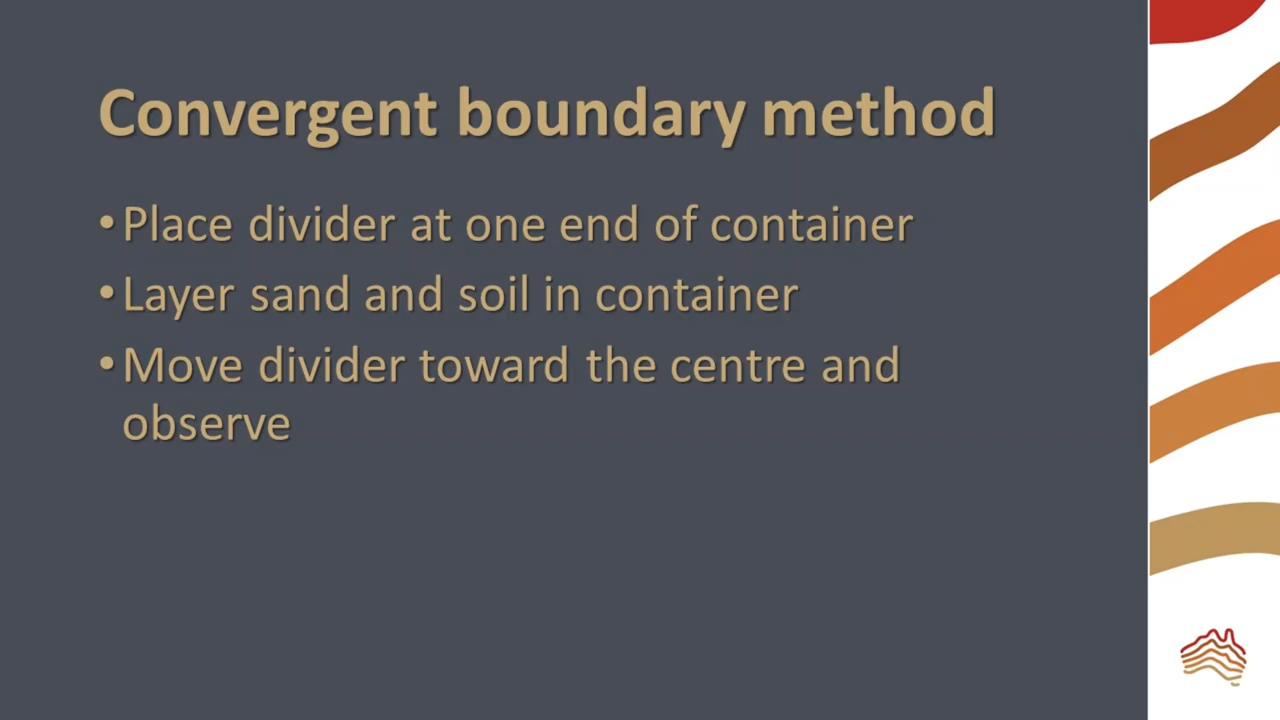 Convergent boundary method
•Place divider at one end of container
•Layer sand and soil in container
•Move divider toward the centre and
observe